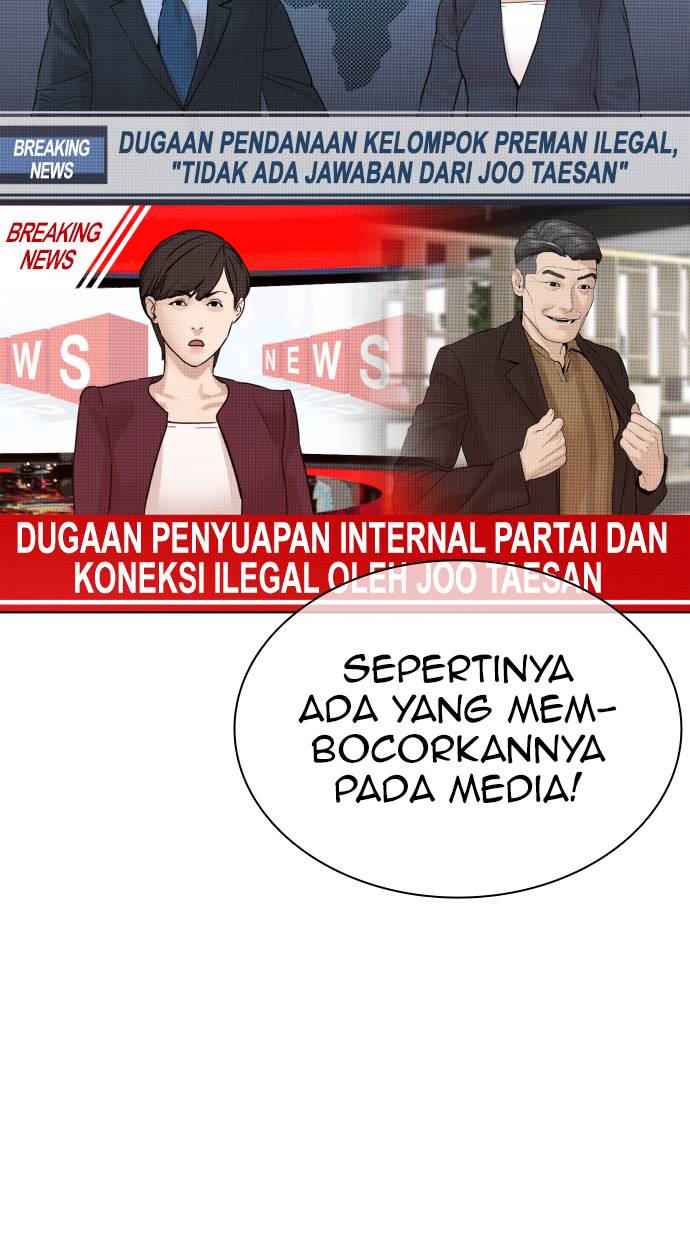 BREAKING
NEWS
DUGAAN PENDANAAN KELOMPOK PREMAN ILEGAL,
"TIDAK ADA JAWABAN DARI JOO TAESAN"
BREAKING
NEWS
W S
NEWS
DUGAAN PENYUAPAN INTERNAL PARTAI DAN
KONEKSI ILEGAL OLEH JOO TAESAN
SEPERTINYA
ADA YANG MEM-
BOCORKANNYA
PADA MEDIA!